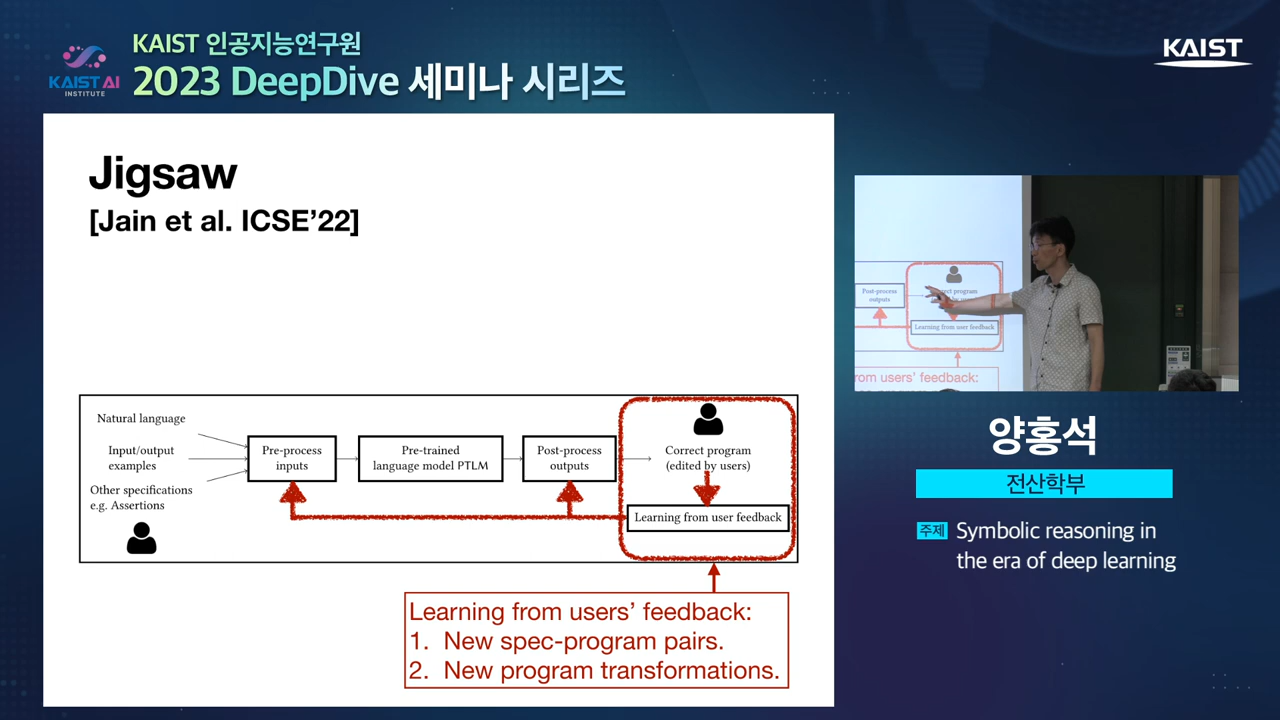 KAIST 인공지능연구원
2023 DeepDive 세미나 시리즈
KAIST AI
INSTITUTE
KAIST
Jigsaw
[Jain et al. ICSE'22]
Natural language
Input/output
examples
Other specifications
e.g. Assertions
Pre-process
inputs
Pre-trained
language model PTLM
Post-process
outputs
Correct program
(edited by users)
Learning from user feedback
Learning from users' feedback:
1. New spec-program pairs.
2. New program transformations.
Post-process
outputs
Learning from user feedback
from users' feedback:
양홍석
전산학부
주제 Symbolic reasoning in
the era of deep learning